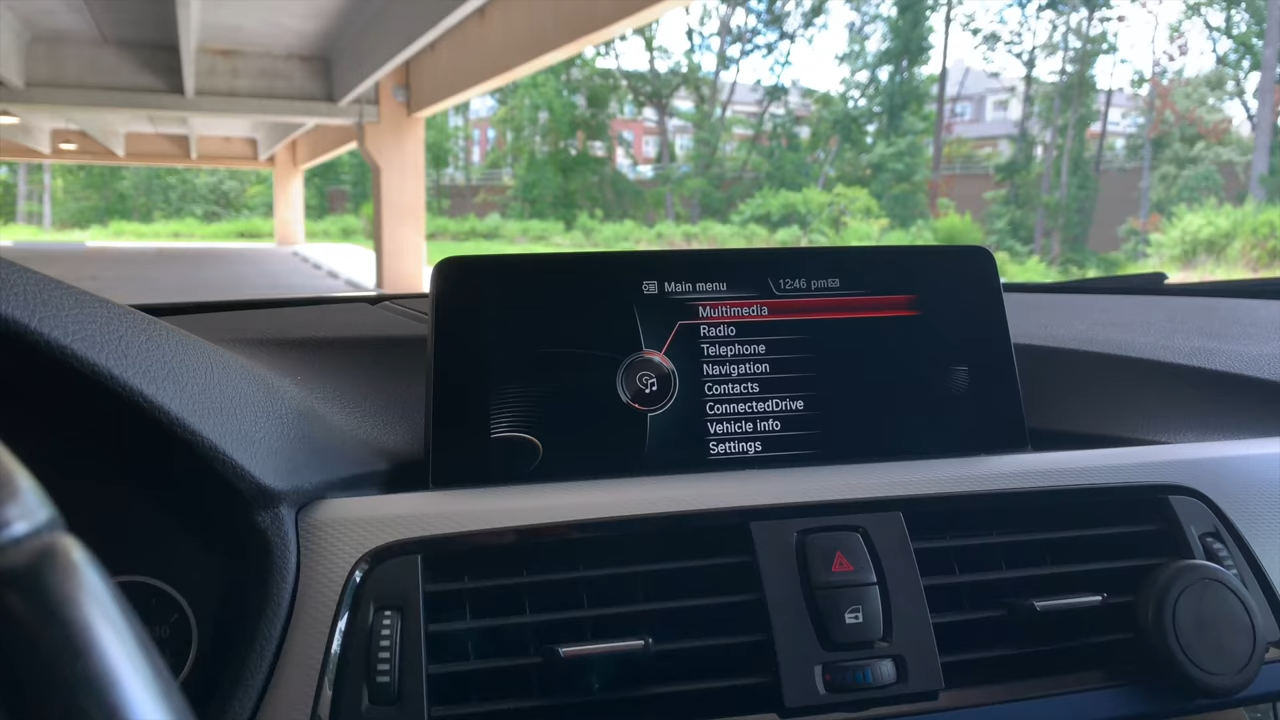 Main menu 12:46 pm
Multimedia
Radio
Telephone
Navigation
Contacts
ConnectedDrive
Vehicle info
Settings